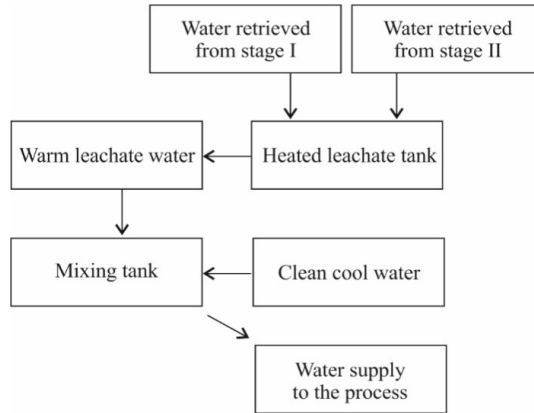 Water retrieved
from stage I
Water retrieved
from stage II
Warm leachate water
Heated leachate tank
Mixing tank
Clean cool water
Water supply
to the process